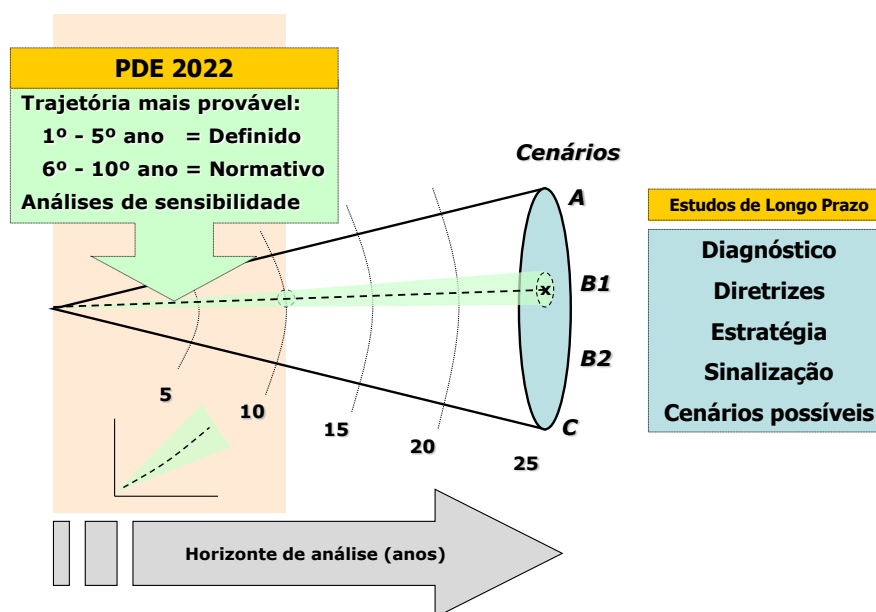 PDE 2022
Trajetória mais provável:
1º - 5º ano = Definido
6º - 10º ano = Normativo
Análises de sensibilidade
Cenários
A
B1
B2
C
x
5
10
15
20
25
Estudos de Longo Prazo
Diagnóstico
Diretrizes
Estratégia
Sinalização
Cenários possíveis
Horizonte de análise (anos)